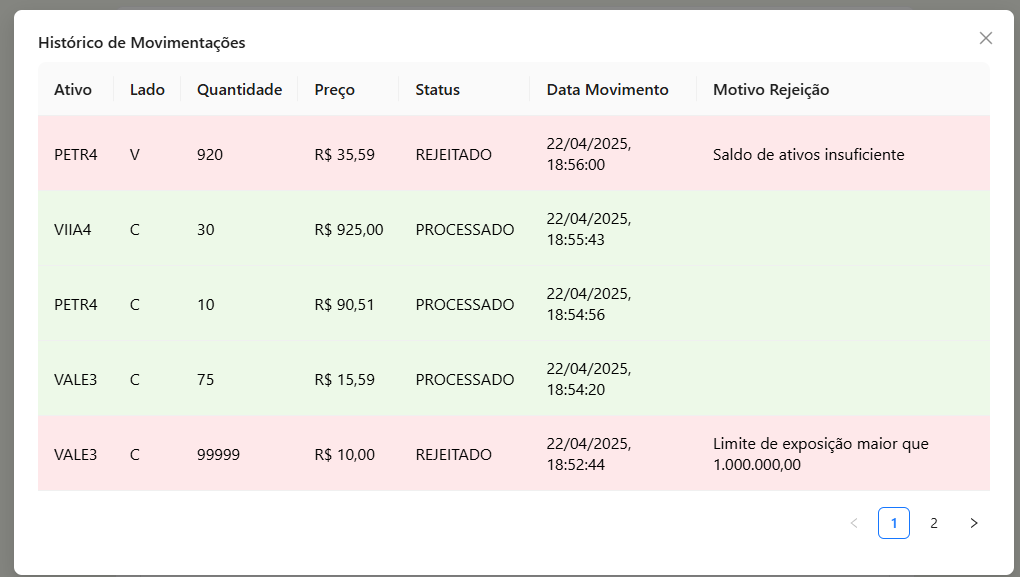 Histórico de Movimentações
Ativo Lado Quantidade Preço Status Data Movimento Motivo Rejeição
PETR4 V 920 R$ 35,59 REJEITADO 22/04/2025, 18:56:00 Saldo de ativos insuficiente
VIIA4 C 30 R$ 925,00 PROCESSADO 22/04/2025, 18:55:43
PETR4 C 10 R$ 90,51 PROCESSADO 22/04/2025, 18:54:56
VALE3 C 75 R$ 15,59 PROCESSADO 22/04/2025, 18:54:20
VALE3 C 99999 R$ 10,00 REJEITADO 22/04/2025, 18:52:44 Limite de exposição maior que 1.000.000,00
< 1 2 >